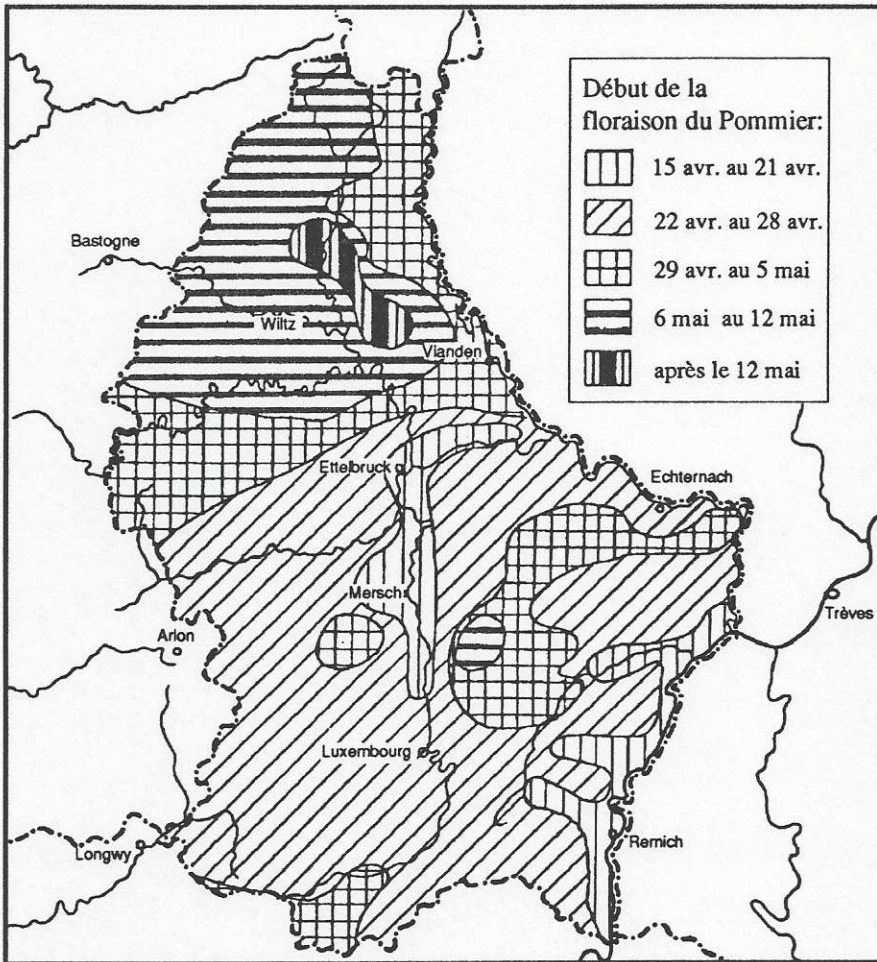 Début de la
floraison du Pommier:
15 avr. au 21 avr.
22 avr. au 28 avr.
29 avr. au 5 mai
6 mai au 12 mai
après le 12 mai
Bastogne
Wiltz
Vianden
Ettelbruck
Echternach
Mersch
Trèves
Arlon
Luxembourg
Longwy
Remich